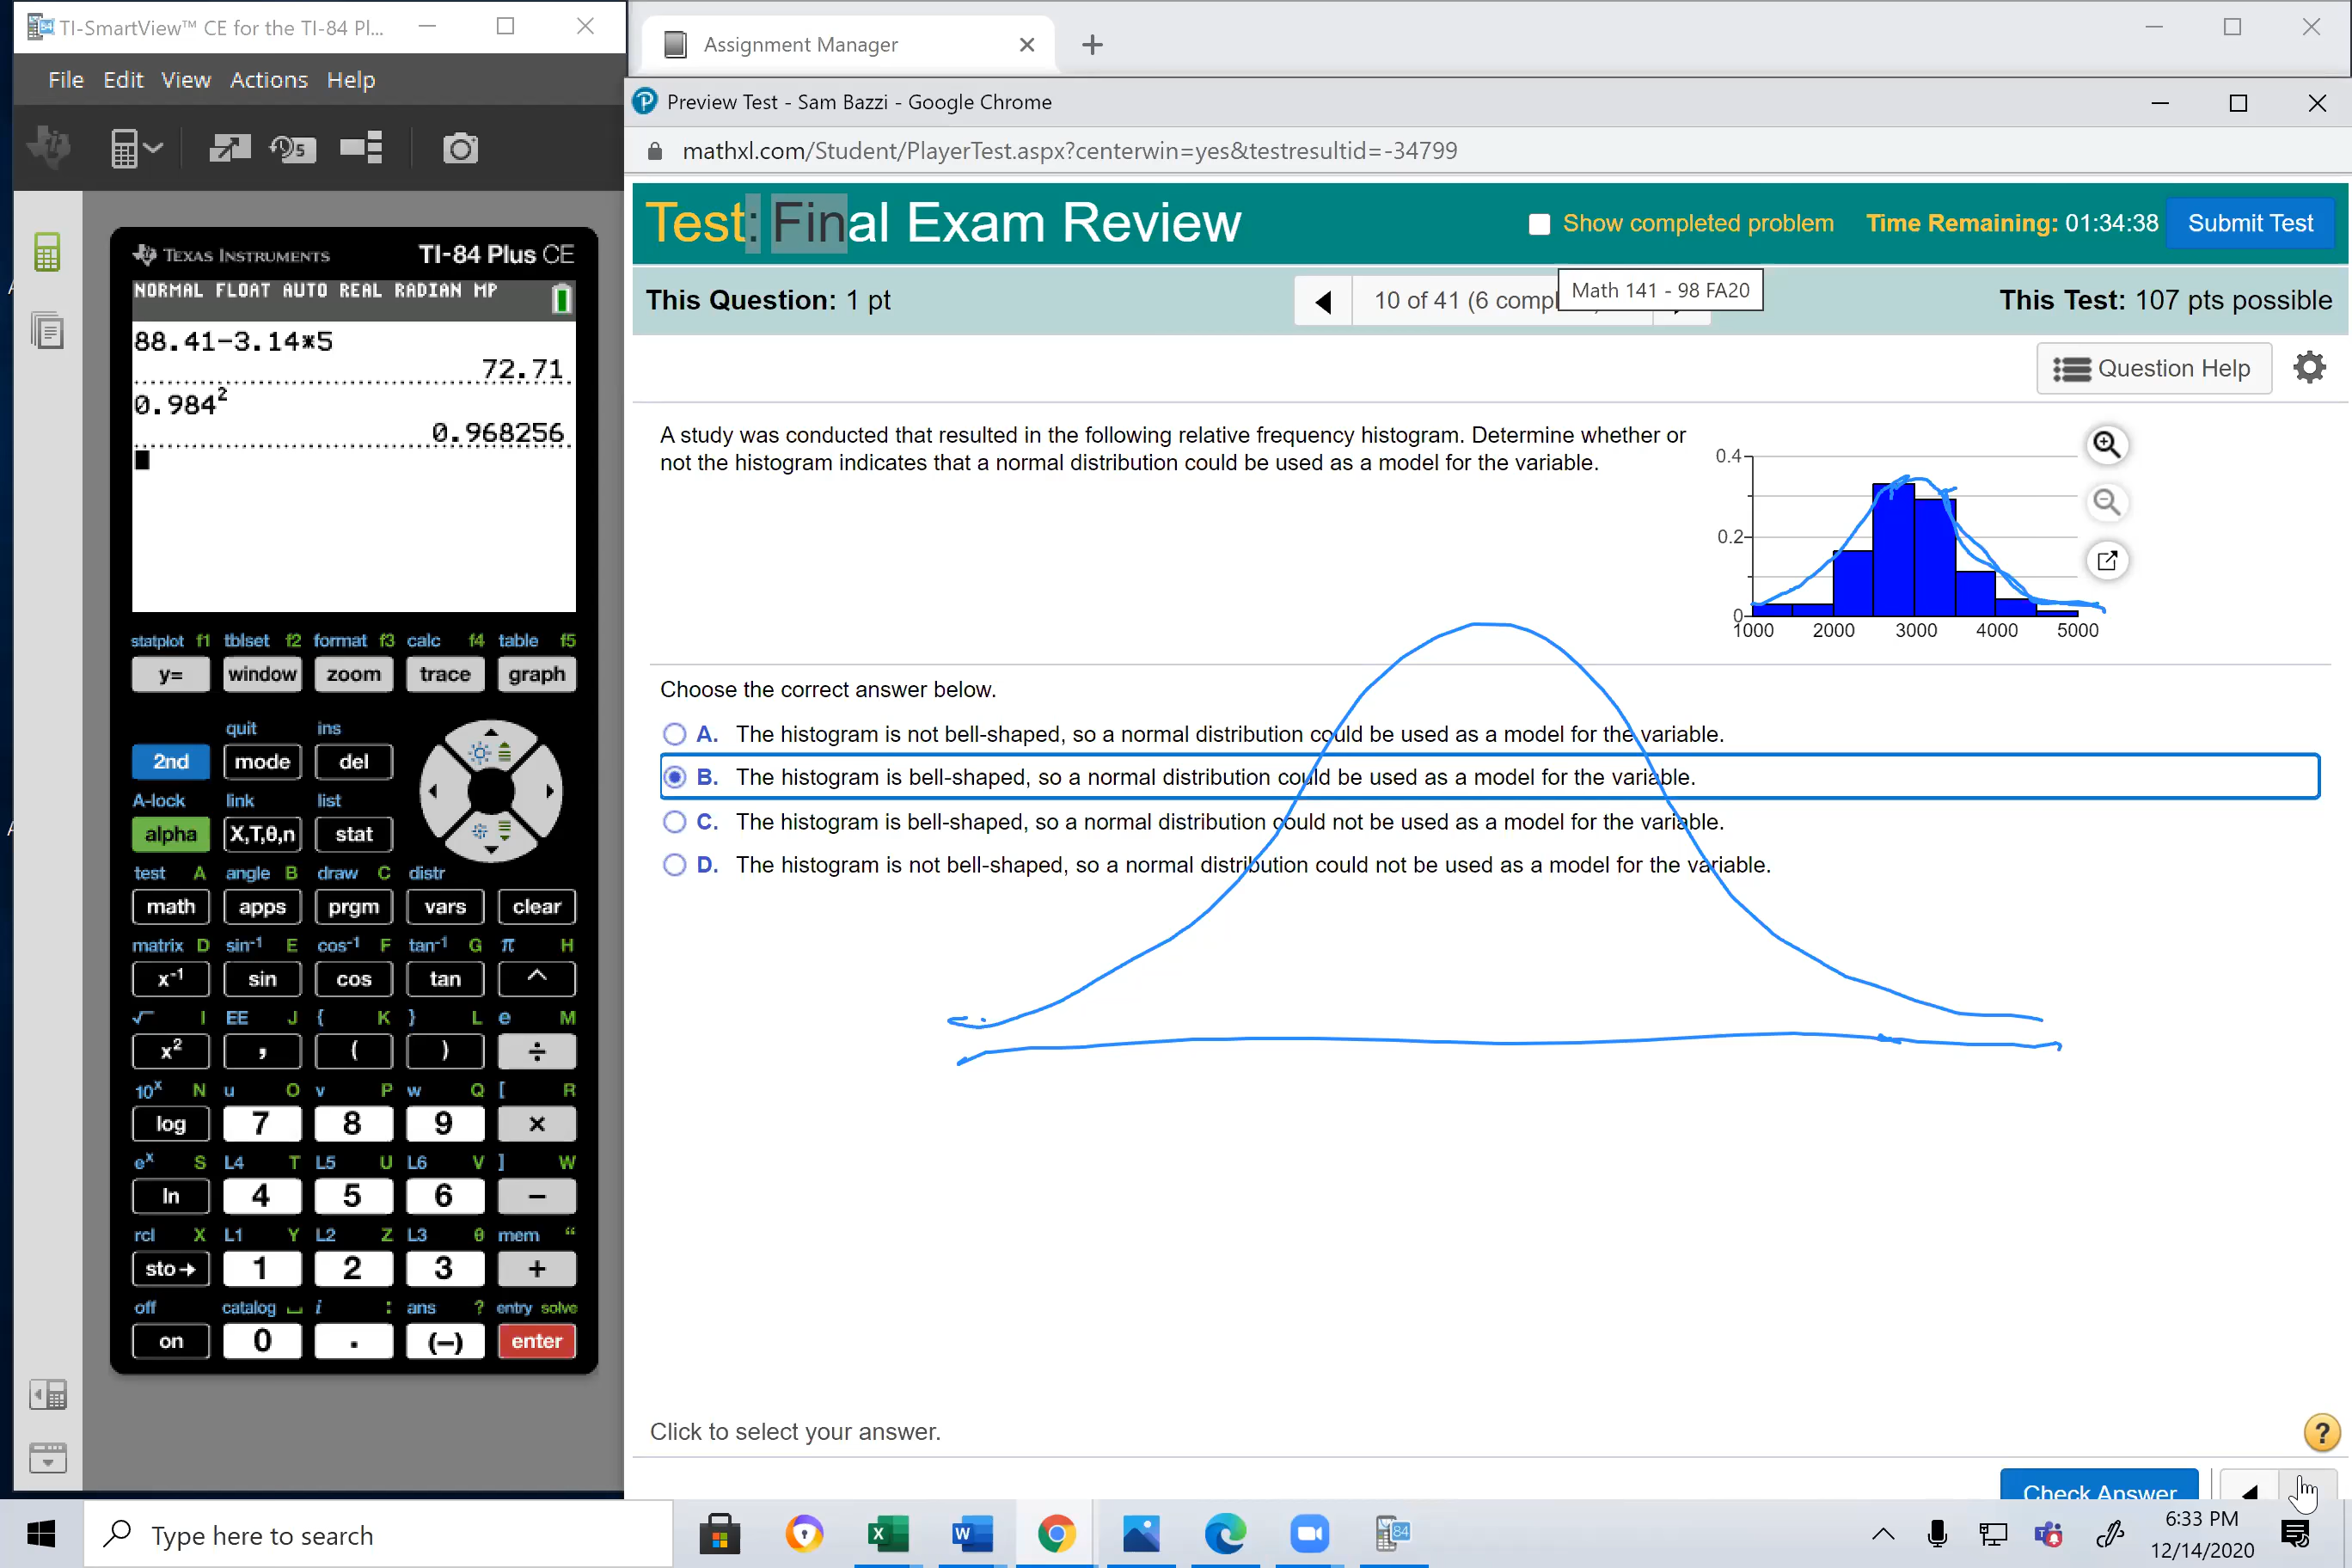 TI-SmartView™ CE for the TI-84 Pl...
File Edit View Actions Help
TEXAS INSTRUMENTS TI-84 Plus CE
NORMAL FLOAT AUTO REAL RADIAN MP
88.41-3.14*5
72.71
0.984²
0.968256
statplot f1 tblset f2 format f3 calc f4 table f5
y= window zoom trace graph
quit ins
2nd mode del
A-lock link list
alpha X,T,θ,n stat
test A angle B draw C distr
math apps prgm vars clear
matrix D sin⁻¹ E cos⁻¹ F tan⁻¹ G π H
x⁻¹ sin cos tan ^
√ I EE J { K } L e M
x² , ( ) ÷
10ˣ N u O v P w Q [ R
log 7 8 9 ×
eˣ S L4 T L5 U L6 V ] W
ln 4 5 6 −
rcl X L1 Y L2 Z L3 θ mem “
sto→ 1 2 3 +
off catalog ⎵ i : ans ? entry solve
on 0 . (−) enter
Assignment Manager
Preview Test - Sam Bazzi - Google Chrome
mathxl.com/Student/PlayerTest.aspx?centerwin=yes&testresultid=-34799
Test: Final Exam Review Show completed problem Time Remaining: 01:34:38 Submit Test
This Question: 1 pt 10 of 41 (6 compl Math 141 - 98 FA20 This Test: 107 pts possible
Question Help
A study was conducted that resulted in the following relative frequency histogram. Determine whether or
not the histogram indicates that a normal distribution could be used as a model for the variable.
0.4
0.2
0
1000 2000 3000 4000 5000
Choose the correct answer below.
A. The histogram is not bell-shaped, so a normal distribution could be used as a model for the variable.
B. The histogram is bell-shaped, so a normal distribution could be used as a model for the variable.
C. The histogram is bell-shaped, so a normal distribution could not be used as a model for the variable.
D. The histogram is not bell-shaped, so a normal distribution could not be used as a model for the variable.
Click to select your answer.
?
Check Answer
Type here to search
84
6:33 PM
12/14/2020